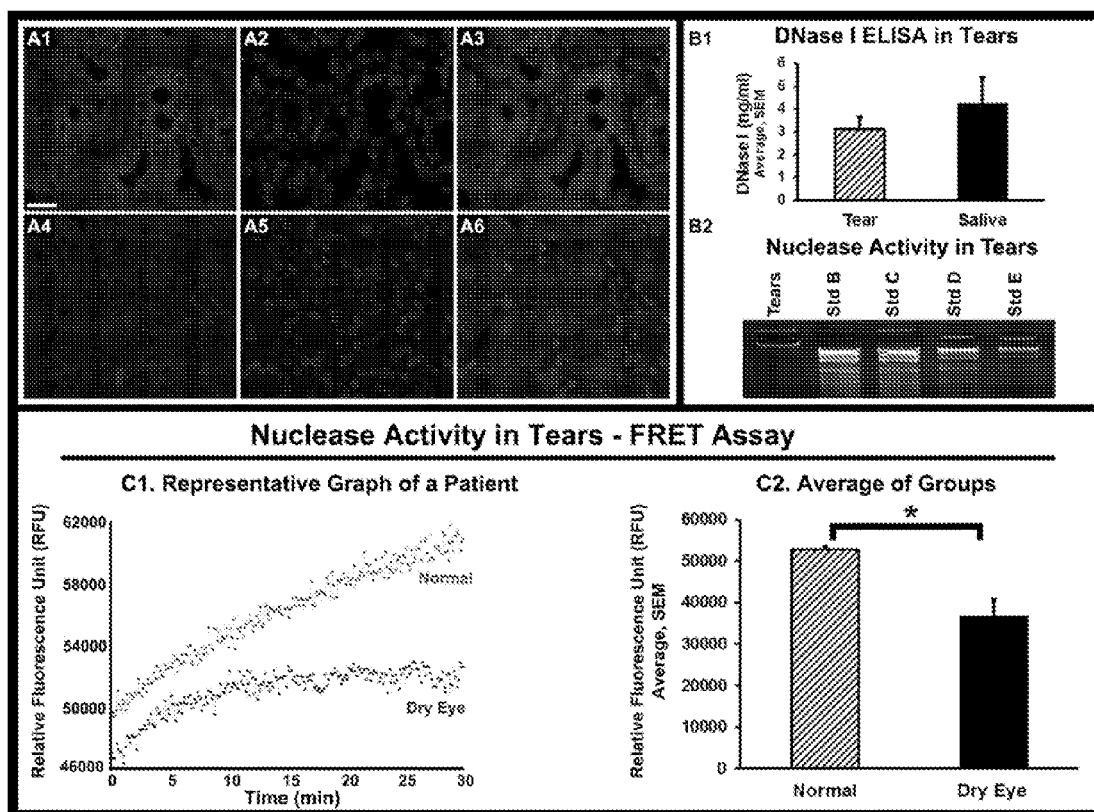 A1
A2
A3
A4
A5
A6
B1
DNase I ELISA in Tears
DNase I (ng/ml)
Average, SEM
6
5
4
3
2
1
0
Tear
Saliva
B2
Nuclease Activity in Tears
Tears
Std B
Std C
Std D
Std E
Nuclease Activity in Tears - FRET Assay
C1. Representative Graph of a Patient
Relative Fluorescence Unit (RFU)
62000
58000
54000
50000
46000
Normal
Dry Eye
0 5 10 15 20 25 30
Time (min)
C2. Average of Groups
Relative Fluorescence Unit (RFU)
Average, SEM
60000
50000
40000
30000
20000
10000
0
*
Normal
Dry Eye